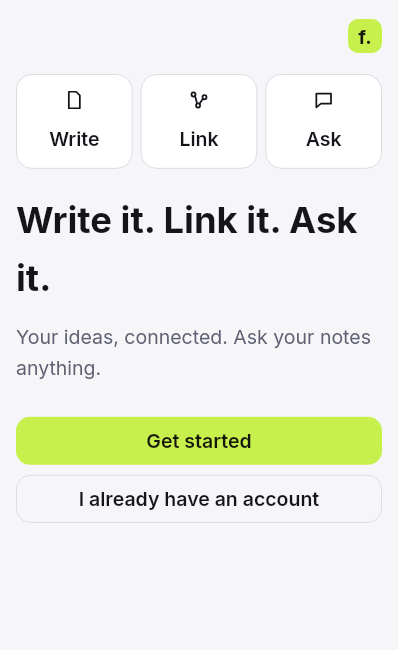 f.
Write
Link
Ask
Write it. Link it. Ask
it.
Your ideas, connected. Ask your notes
anything.
Get started
I already have an account